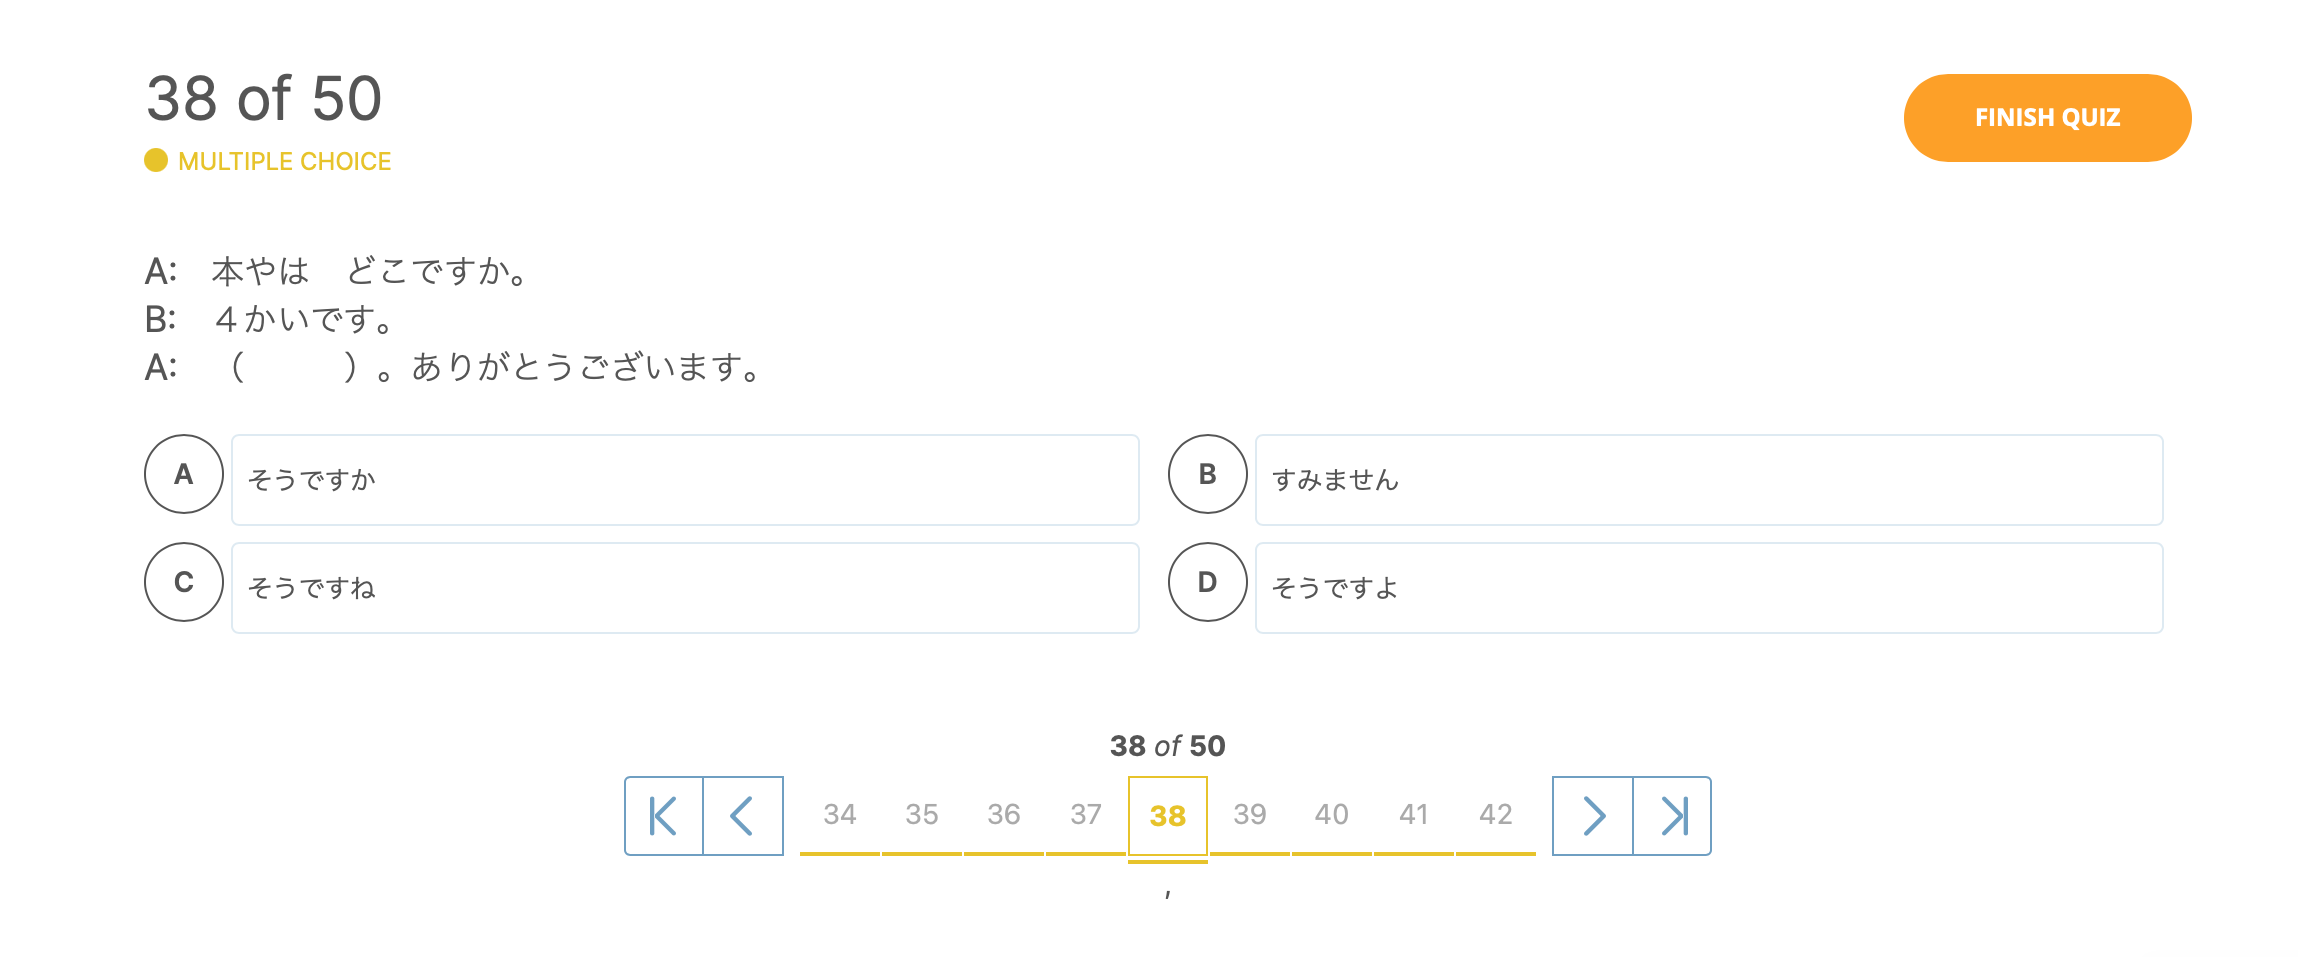 38 of 50
FINISH QUIZ
MULTIPLE CHOICE
A:　本やは　どこですか。
B:　４かいです。
A:　（　　　）。ありがとうございます。
A そうですか
B すみません
C そうですね
D そうですよ
38 of 50
34 35 36 37 38 39 40 41 42
,